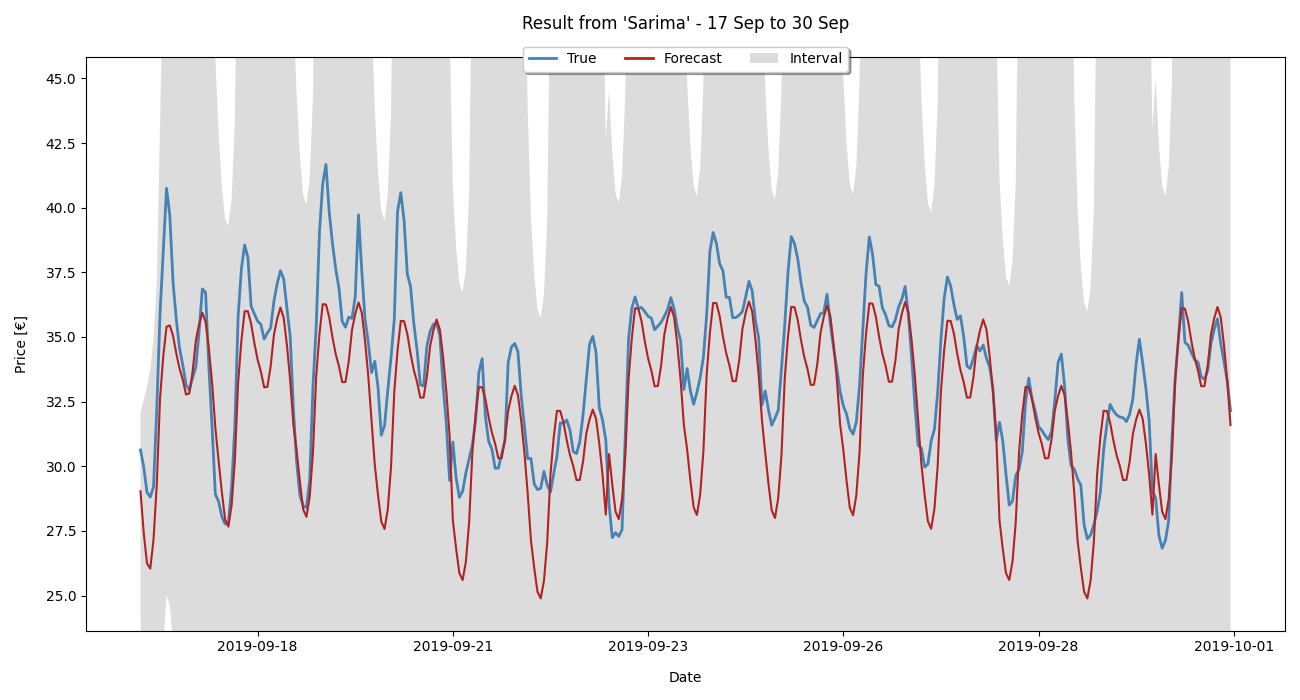 Result from 'Sarima' - 17 Sep to 30 Sep
True Forecast Interval
45.0
42.5
40.0
37.5
35.0
32.5
30.0
27.5
25.0
Price [€]
2019-09-18 2019-09-21 2019-09-23 2019-09-26 2019-09-28 2019-10-01
Date